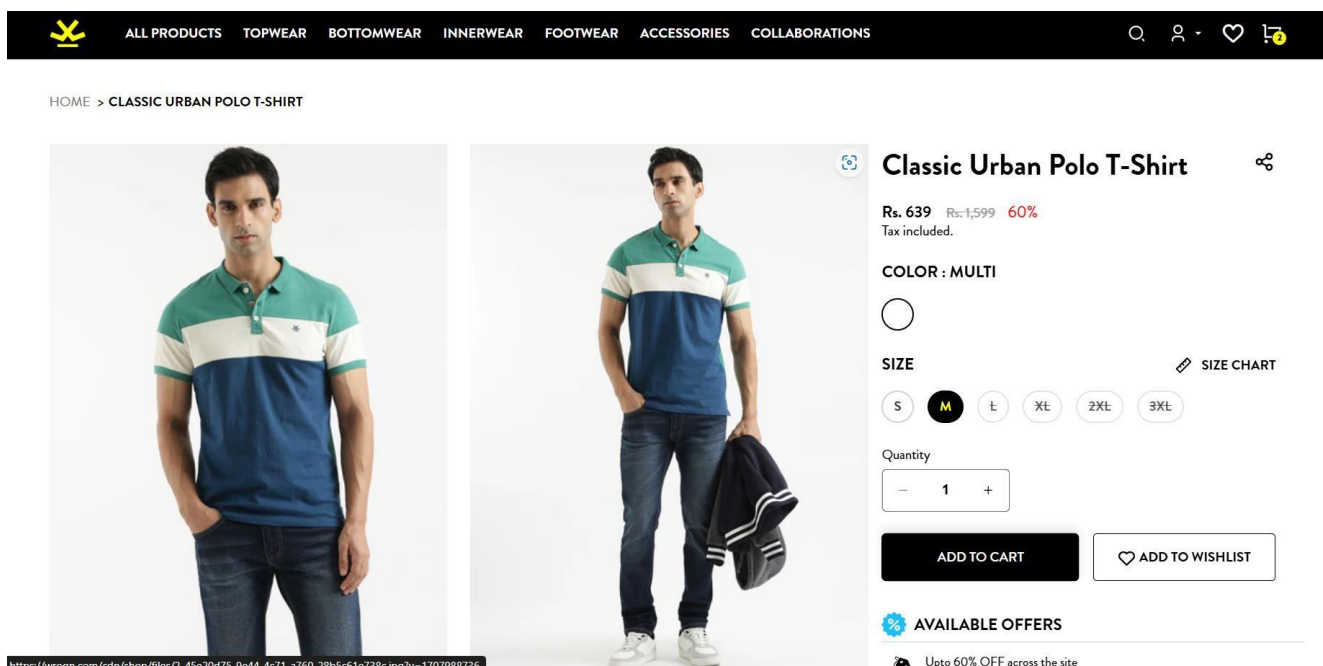 ALL PRODUCTS TOPWEAR BOTTOMWEAR INNERWEAR FOOTWEAR ACCESSORIES COLLABORATIONS
2
HOME > CLASSIC URBAN POLO T-SHIRT
Classic Urban Polo T-Shirt
Rs. 639 Rs. 1,599 60%
Tax included.
COLOR : MULTI
SIZE SIZE CHART
S M L XL 2XL 3XL
Quantity
− 1 +
ADD TO CART ADD TO WISHLIST
% AVAILABLE OFFERS
Upto 60% OFF across the site